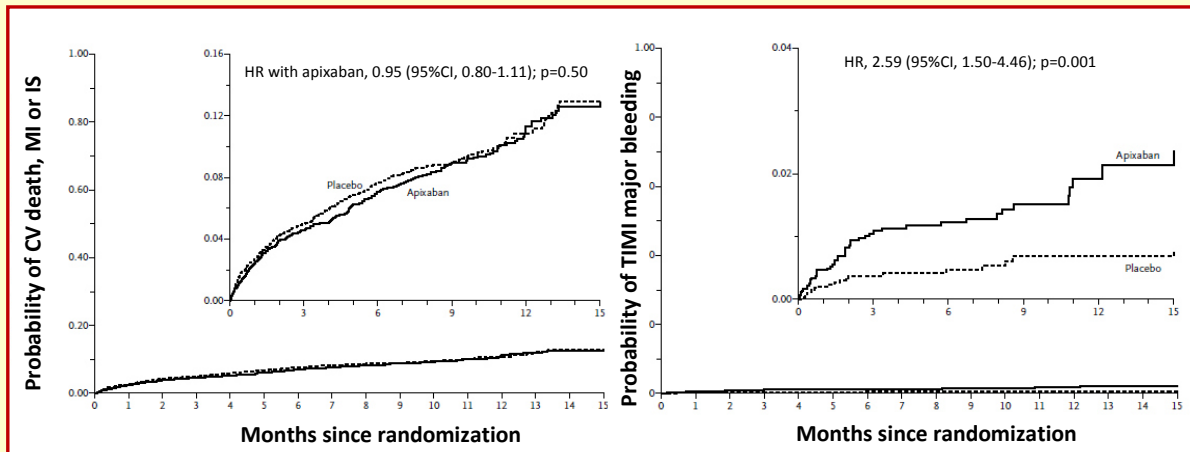 Probability of CV death, MI or IS
1.00
0.80
0.60
0.40
0.20
0.00
0 1 2 3 4 5 6 7 8 9 10 11 12 13 14 15
Months since randomization
0.16
0.12
0.08
0.04
0.00
0 3 6 9 12 15
HR with apixaban, 0.95 (95%CI, 0.80-1.11); p=0.50
Placebo
Apixaban
Probability of TIMI major bleeding
1.00
0
0
0
0
0
0 1 2 3 4 5 6 7 8 9 10 11 12 13 14 15
Months since randomization
0.04
0.02
0.00
0 3 6 9 12 15
HR, 2.59 (95%CI, 1.50-4.46); p=0.001
Apixaban
Placebo